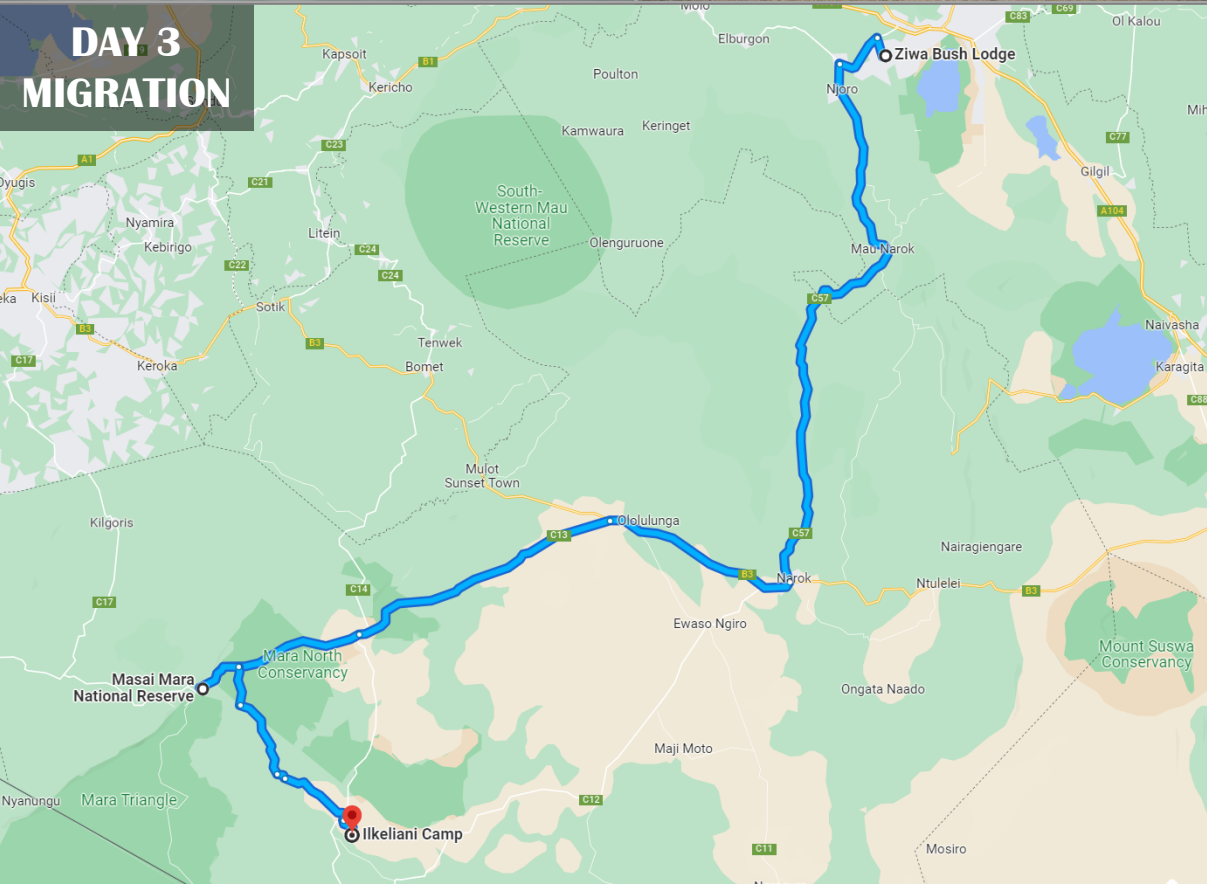 DAY 3
MIGRATION
Molo
C83
C69
Ol Kalou
Elburgon
Ziwa Bush Lodge
Kapsoit
B1
Poulton
Kericho
Njoro
Kamwaura
Keringet
C77
C23
A1
Gilgil
C21
South-
Western Mau
National
Reserve
A104
Nyamira
Litein
Kebirigo
Olenguruone
Mau Narok
C24
C22
C24
Kisii
C57
Sotik
Naivasha
B3
B3
Tenwek
C17
Keroka
Bomet
Karagita
C88
Mulot
Sunset Town
Kilgoris
Ololulunga
C13
C57
Nairagiengare
B3
Narok
Ntulelei
B3
C14
C17
Ewaso Ngiro
Mara North
Conservancy
Mount Suswa
Conservancy
Masai Mara
National Reserve
Ongata Naado
Maji Moto
Nyanungu
Mara Triangle
C12
Ilkeliani Camp
C11
Mosiro